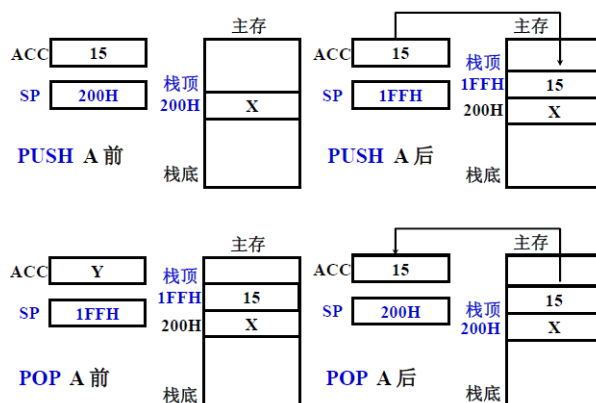 主存
ACC 15
SP 200H
栈顶
200H X
PUSH A 前
栈底
主存
ACC 15
栈顶
SP 1FFH
1FFH 15
200H X
PUSH A 后
栈底
主存
ACC Y
栈顶
SP 1FFH
1FFH 15
200H X
POP A 前
栈底
主存
ACC 15
SP 200H
栈顶 15
200H X
POP A 后
栈底